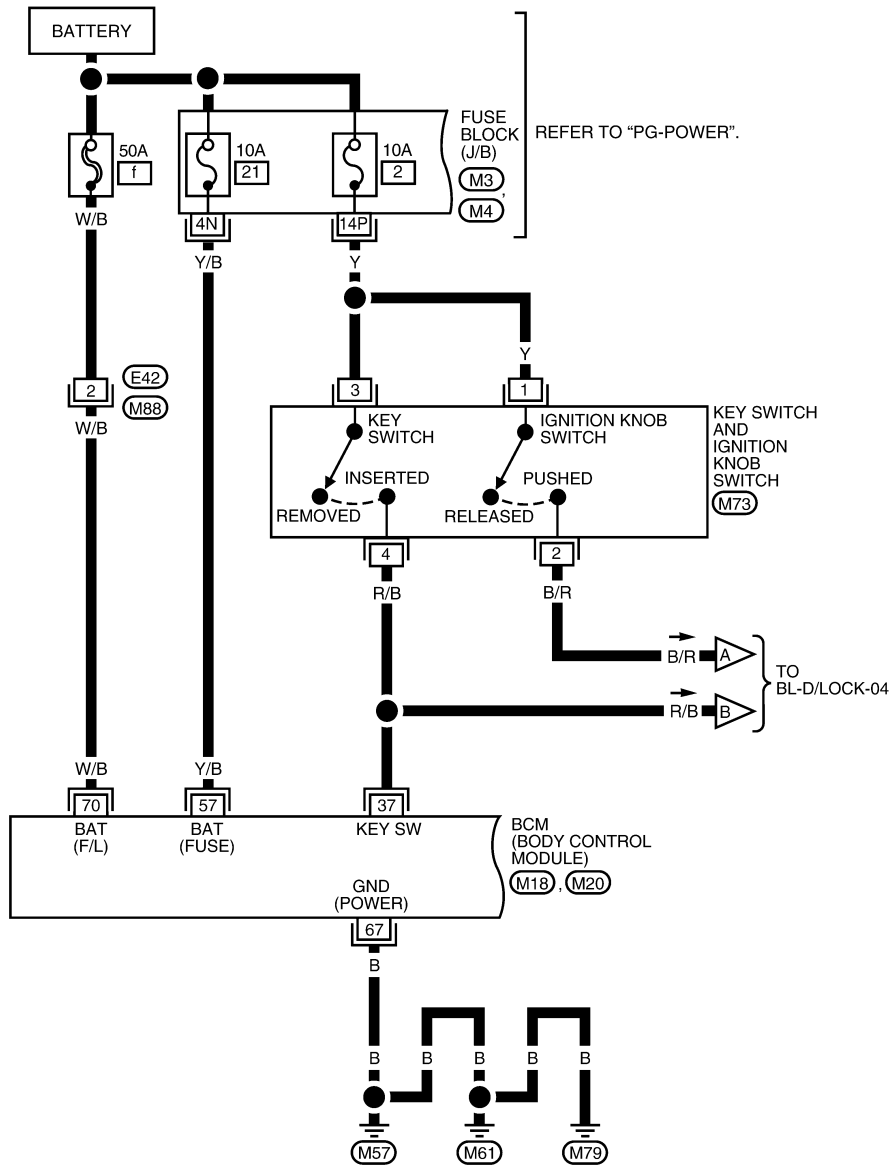 BATTERY
50A
f
10A
21
10A
2
FUSE
BLOCK
(J/B)
M3
,
M4
REFER TO “PG-POWER”.
W/B
4N
14P
Y/B
Y
Y
2
E42
M88
W/B
3
1
KEY
SWITCH
IGNITION KNOB
SWITCH
INSERTED
PUSHED
REMOVED
RELEASED
KEY SWITCH
AND
IGNITION
KNOB
SWITCH
M73
4
2
R/B
B/R
B/R
A
R/B
B
TO
BL-D/LOCK-04
W/B
Y/B
70
57
37
BAT
(F/L)
BAT
(FUSE)
KEY SW
BCM
(BODY CONTROL
MODULE)
M18 , M20
GND
(POWER)
67
B
B
B
B
B
B
M57
M61
M79